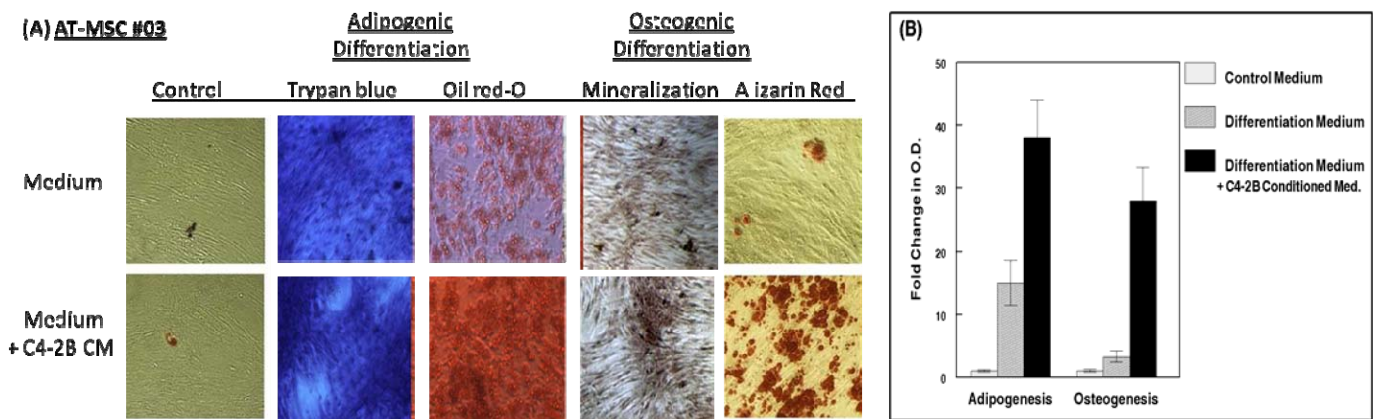 (A) AT-MSC #03
Adipogenic
Differentiation
Osteogenic
Differentiation
Control Trypan blue Oil red-O Mineralization A izarin Red
Medium
Medium
+ C4-2B CM
(B)
Fold Change in O.D.
50
40
30
20
10
0
Adipogenesis Osteogenesis
Control Medium
Differentiation Medium
Differentiation Medium
+ C4-2B Conditioned Med.